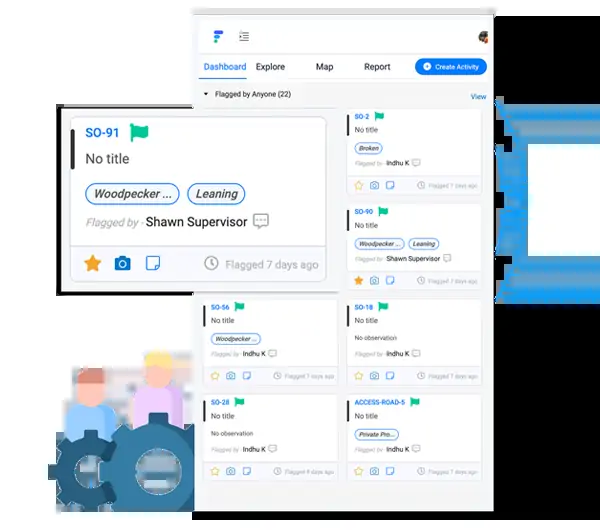 Dashboard Explore Map Report Create Activity
Flagged by Anyone (22)
View
SO-91
No title
Woodpecker ... Leaning
Flagged by - Shawn Supervisor
Flagged 7 days ago
SO-2
No title
Broken
Flagged by - Indhu K
Flagged 7 days ago
SO-90
No title
Woodpecker ... Leaning
Flagged by - Shawn Supervisor
Flagged 7 days ago
SO-56
No title
Woodpecker ...
Flagged by - Indhu K
Flagged 7 days ago
SO-18
No title
No observation
Flagged by - Indhu K
Flagged 7 days ago
SO-28
No title
No observation
Flagged by - Indhu K
Flagged days ago
ACCESS-ROAD-5
No title
Private Pro...
Flagged by - Indhu K
Flagged days ago